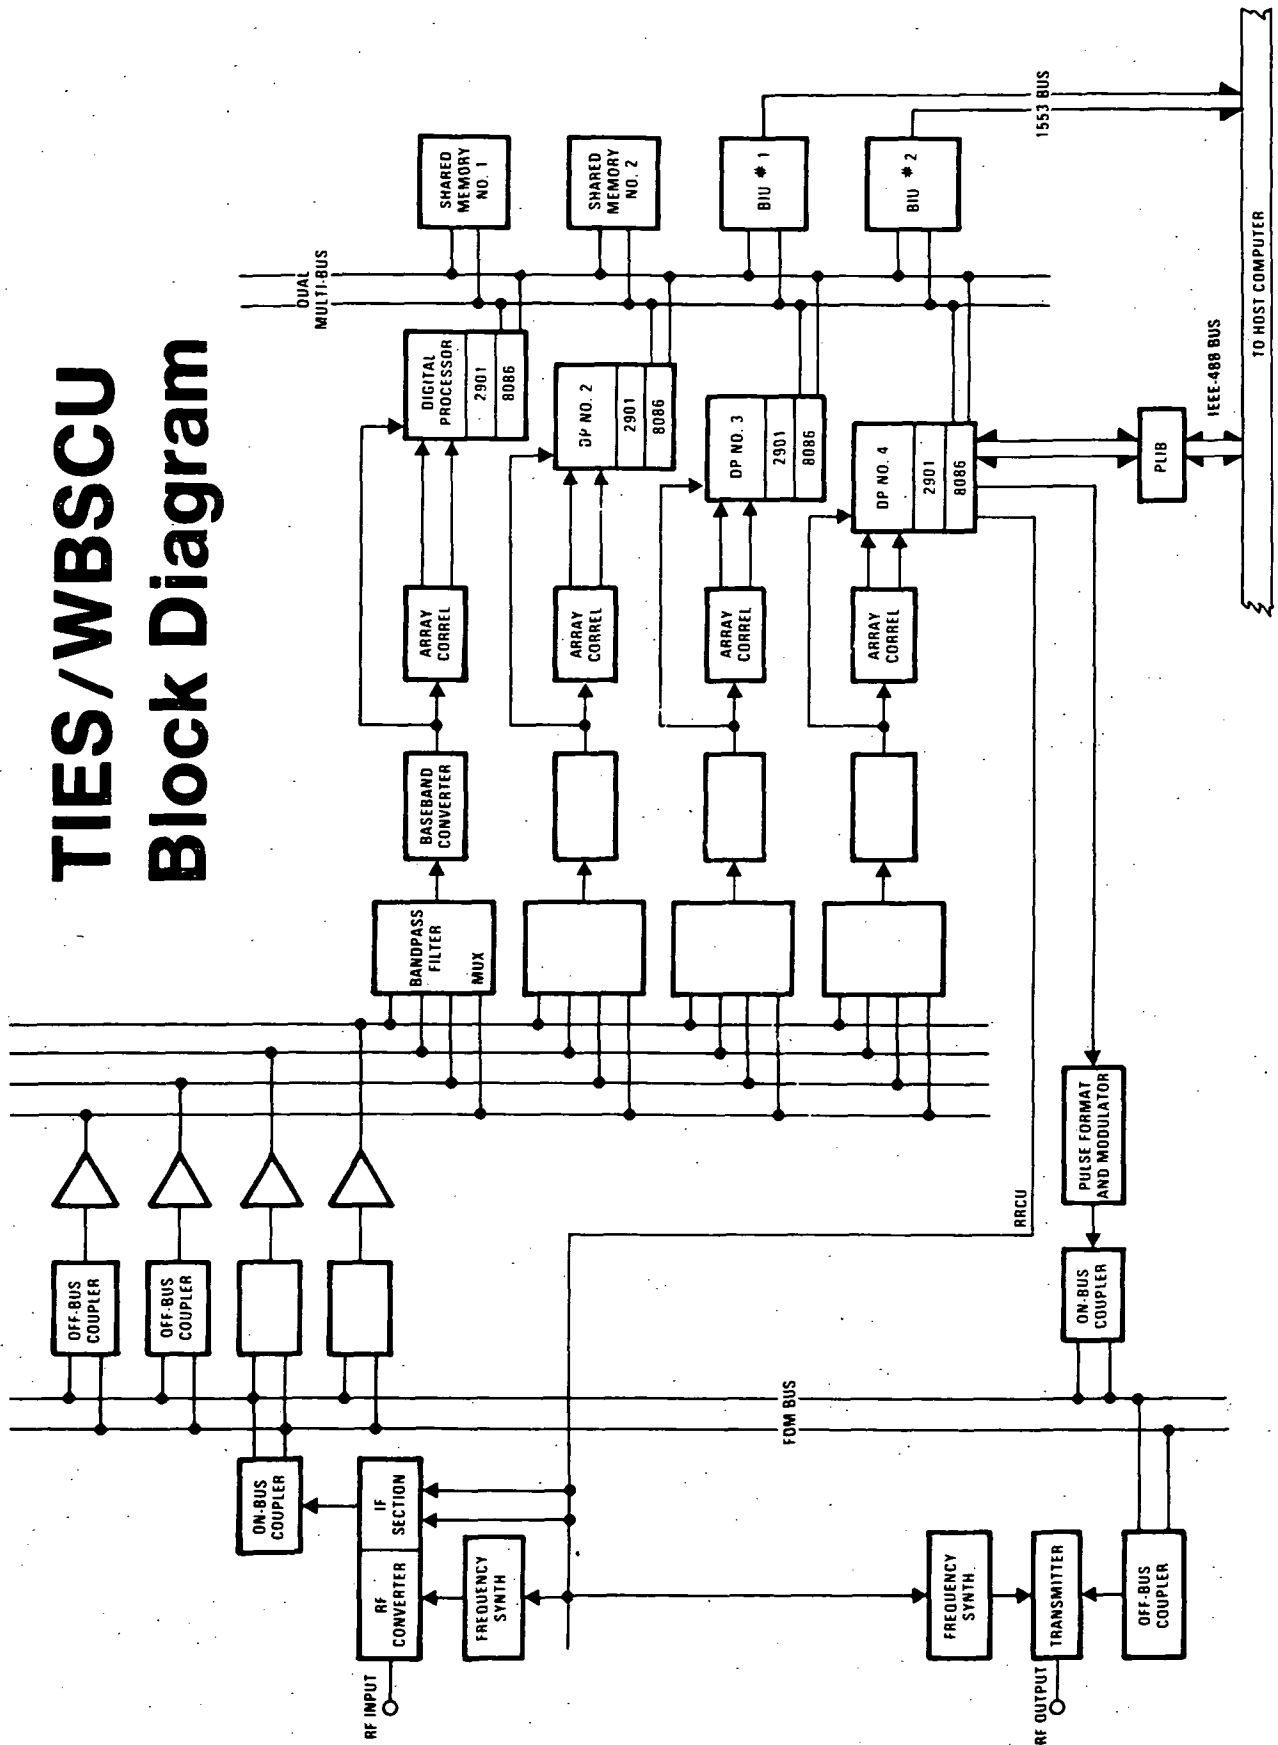 TIES/WBSCU
Block Diagram
OFF-BUS
COUPLER
OFF-BUS
COUPLER
ON-BUS
COUPLER
RF INPUT
RF
CONVERTER
IF
SECTION
FREQUENCY
SYNTH
FDM BUS
BANDPASS
FILTER
MUX
BASEBAND
CONVERTER
ARRAY
CORREL
DIGITAL
PROCESSOR
2901
8086
DUAL
MULTI-BUS
SHARED
MEMORY
NO. 1
ARRAY
CORREL
DP NO. 2
2901
8086
SHARED
MEMORY
NO. 2
ARRAY
CORREL
DP NO. 3
2901
8086
BIU # 1
ARRAY
CORREL
DP NO. 4
2901
8086
BIU # 2
1553 BUS
RRCU
PULSE FORMAT
AND MODULATOR
ON-BUS
COUPLER
PLIB
IEEE-488 BUS
TO HOST COMPUTER
FREQUENCY
SYNTH
RF OUTPUT
TRANSMITTER
OFF-BUS
COUPLER